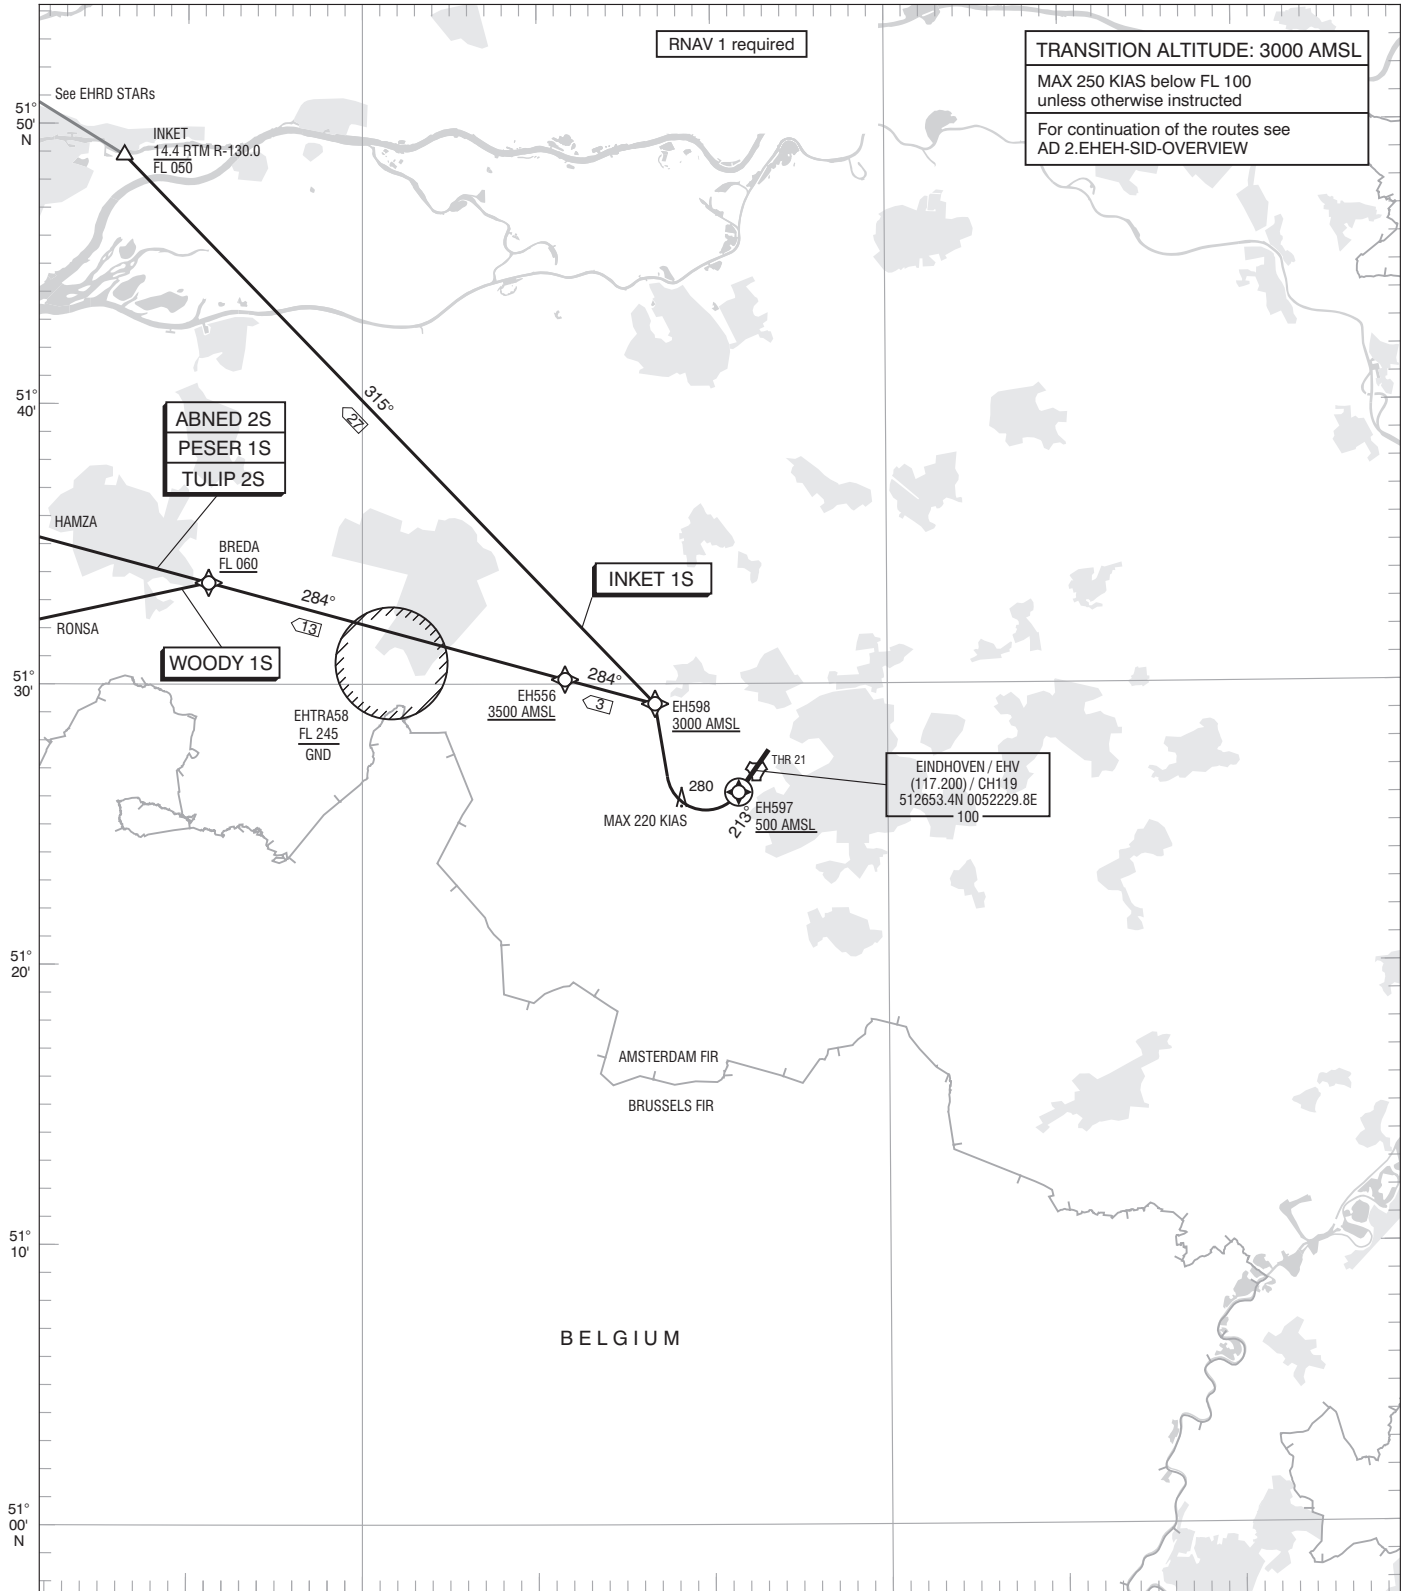 RNAV 1 required
TRANSITION ALTITUDE: 3000 AMSL
MAX 250 KIAS below FL 100
unless otherwise instructed
For continuation of the routes see
AD 2.EHEH-SID-OVERVIEW
See EHRD STARs
51°
50'
N
INKET
14.4 RTM R-130.0
FL 050
51°
40'
315°
27
ABNED 2S
PESER 1S
TULIP 2S
HAMZA
BREDA
FL 060
284°
13
INKET 1S
RONSA
WOODY 1S
51°
30'
284°
3
EH556
3500 AMSL
EH598
3000 AMSL
EHTRA58
FL 245
GND
THR 21
EINDHOVEN / EHV
(117.200) / CH119
512653.4N 0052229.8E
100
280
MAX 220 KIAS
213°
EH597
500 AMSL
51°
20'
AMSTERDAM FIR
BRUSSELS FIR
51°
10'
BELGIUM
51°
00'
N